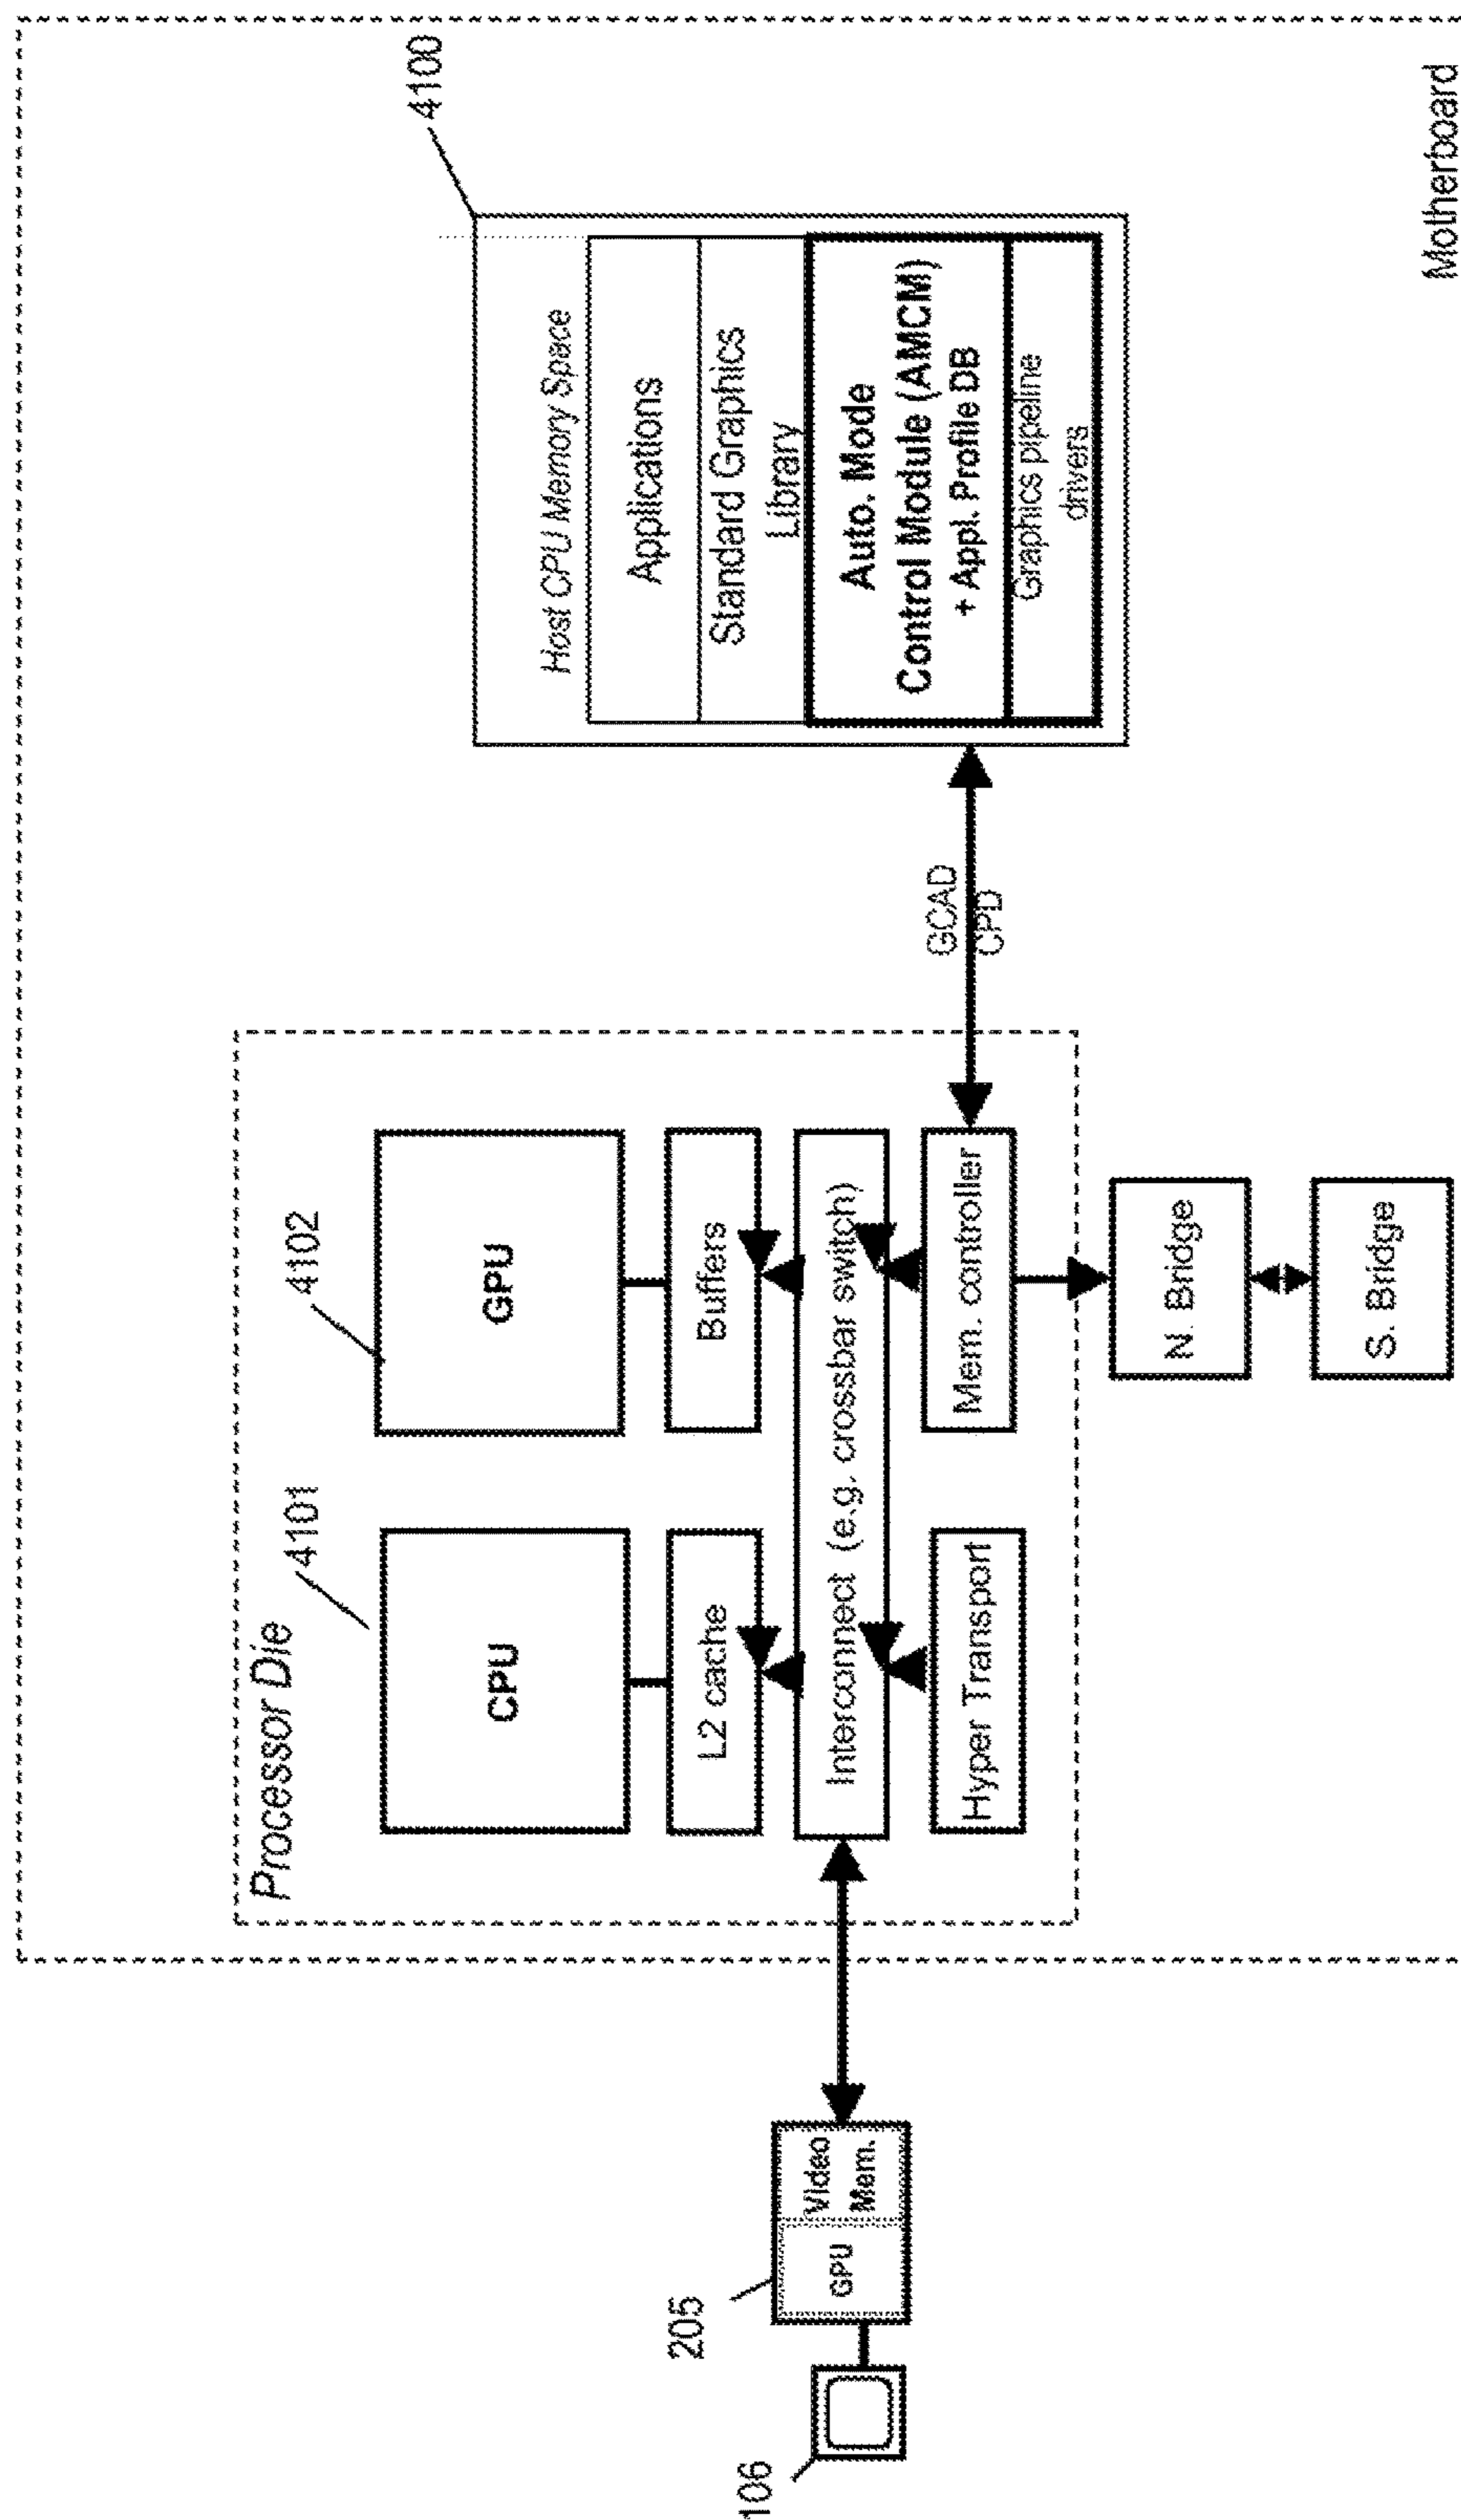 106
205
GPU
Video
Mem.
Processor Die
4101
CPU
L2 cache
4102
GPU
Buffers
Interconnect (e.g. crossbar switch)
Hyper Transport
Mem. controller
N. Bridge
S. Bridge
GCAD
CPD
4100
Host CPU Memory Space
Applications
Standard Graphics
Library
Auto. Mode
Control Module (AMCM)
+ Appl. Profile DB
Graphics pipeline
drivers
Motherboard